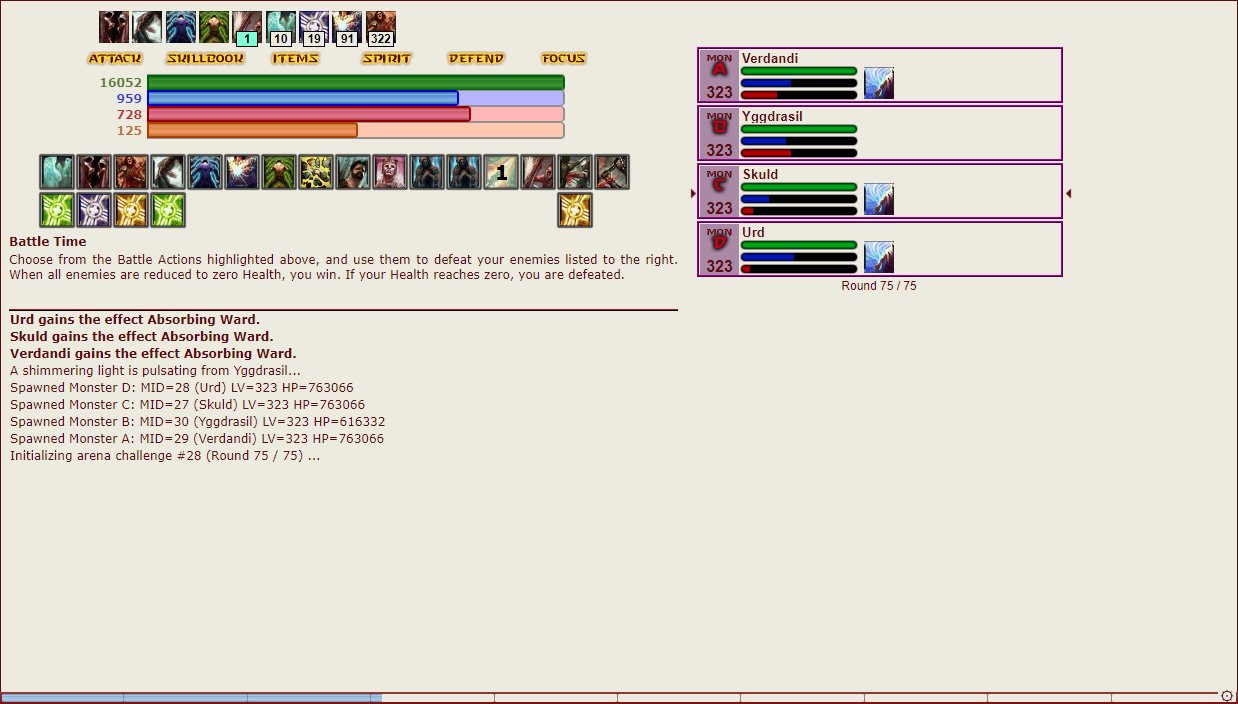 1 10 19 91 322
ATTACK SKILLBOOK ITEMS SPIRIT DEFEND FOCUS
16052
959
728
125
1
Battle Time
Choose from the Battle Actions highlighted above, and use them to defeat your enemies listed to the right.
When all enemies are reduced to zero Health, you win. If your Health reaches zero, you are defeated.
Urd gains the effect Absorbing Ward.
Skuld gains the effect Absorbing Ward.
Verdandi gains the effect Absorbing Ward.
A shimmering light is pulsating from Yggdrasil...
Spawned Monster D: MID=28 (Urd) LV=323 HP=763066
Spawned Monster C: MID=27 (Skuld) LV=323 HP=763066
Spawned Monster B: MID=30 (Yggdrasil) LV=323 HP=616332
Spawned Monster A: MID=29 (Verdandi) LV=323 HP=763066
Initializing arena challenge #28 (Round 75 / 75) ...
MON Verdandi
A
323
MON Yggdrasil
B
323
MON Skuld
C
323
MON Urd
D
323
Round 75 / 75